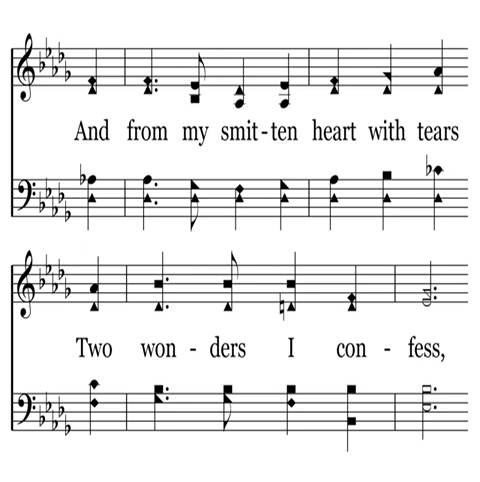 And from my smit - ten heart with tears
Two won - ders I con - fess,